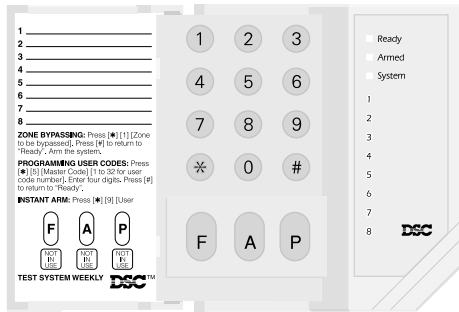 1
2
3
4
5
6
7
8
ZONE BYPASSING: Press [✱] [1] [Zone
to be bypassed]. Press [#] to return to
"Ready". Arm the system.
PROGRAMMING USER CODES: Press
[✱] [5] [Master Code] [1 to 32 for user
code number]. Enter four digits. Press [#]
to return to "Ready".
INSTANT ARM: Press [✱] [9] [User
F A P
NOT IN USE NOT IN USE NOT IN USE
TEST SYSTEM WEEKLY DSC™
1 2 3
4 5 6
7 8 9
✱ 0 #
F A P
Ready
Armed
System
1
2
3
4
5
6
7
8 DSC